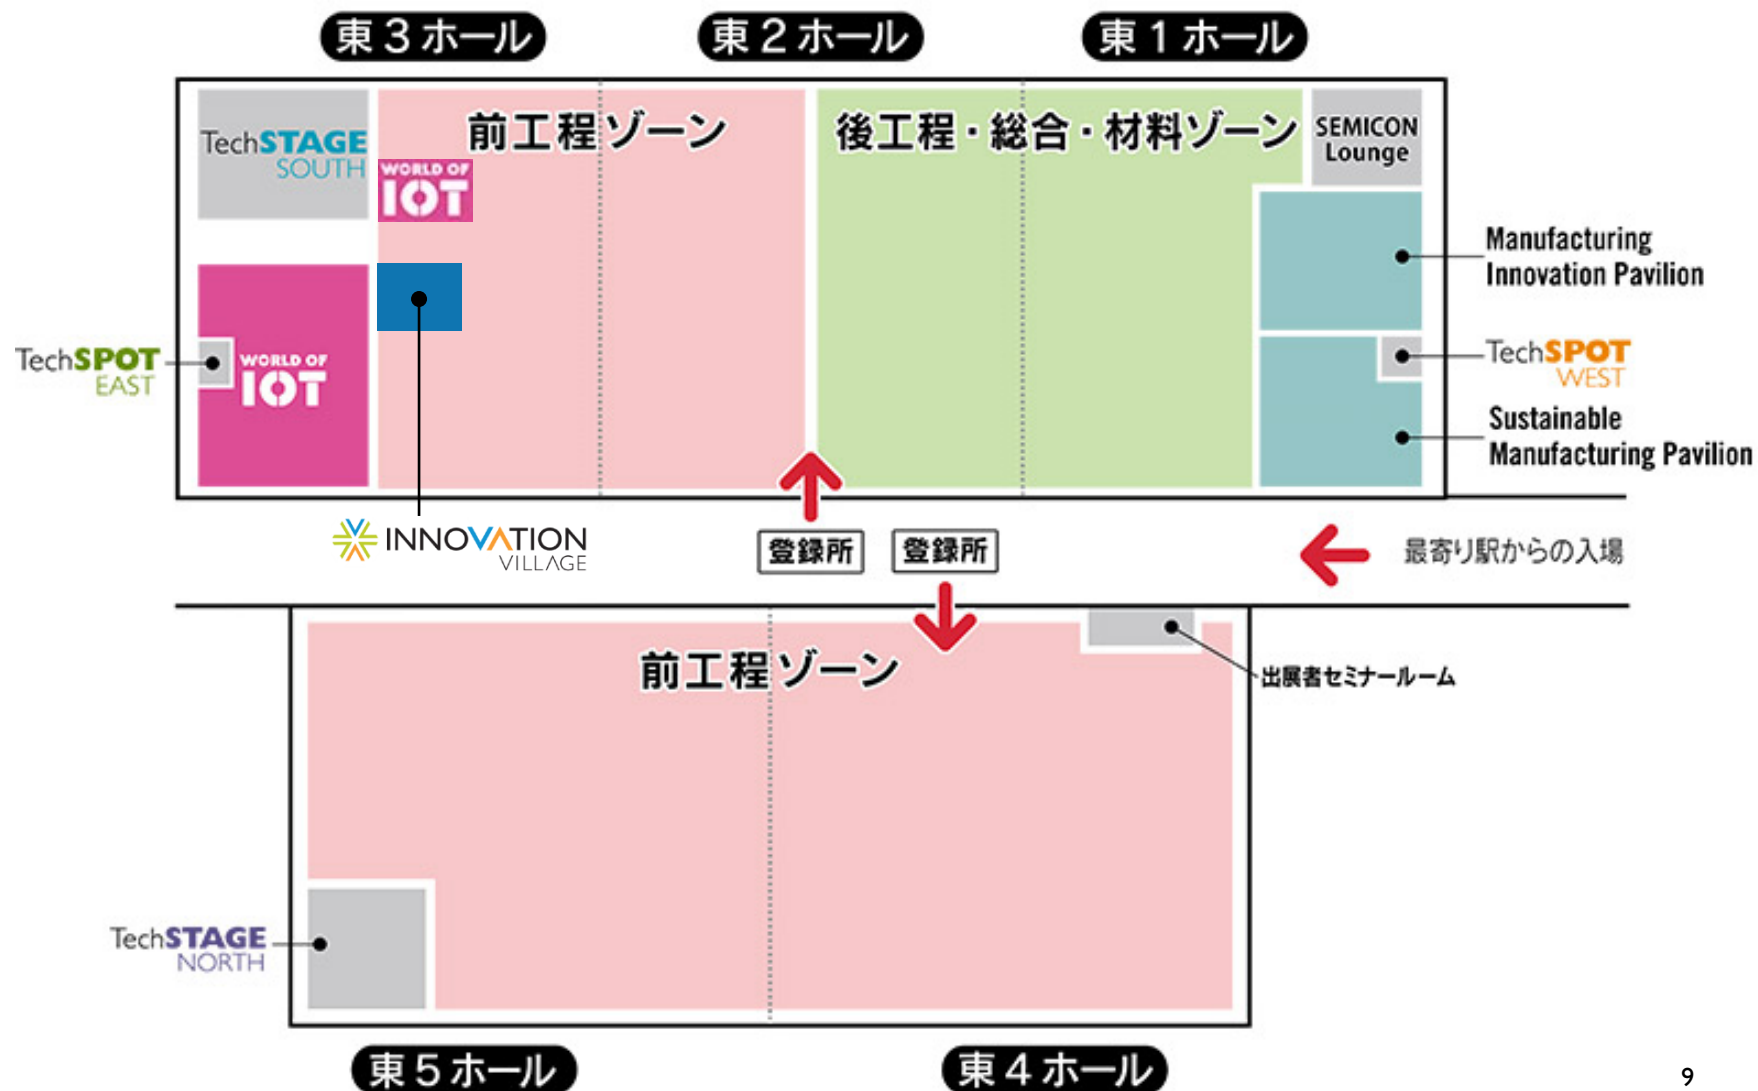 東3ホール
東2ホール
東1ホール
TechSTAGE
SOUTH
WORLD OF
IOT
前工程ゾーン
後工程・総合・材料ゾーン
SEMICON
Lounge
Manufacturing
Innovation Pavilion
TechSPOT
EAST
WORLD OF
IOT
TechSPOT
WEST
Sustainable
Manufacturing Pavilion
INNOVATION
VILLAGE
登録所
登録所
最寄り駅からの入場
前工程ゾーン
出展者セミナールーム
TechSTAGE
NORTH
東5ホール
東4ホール
9